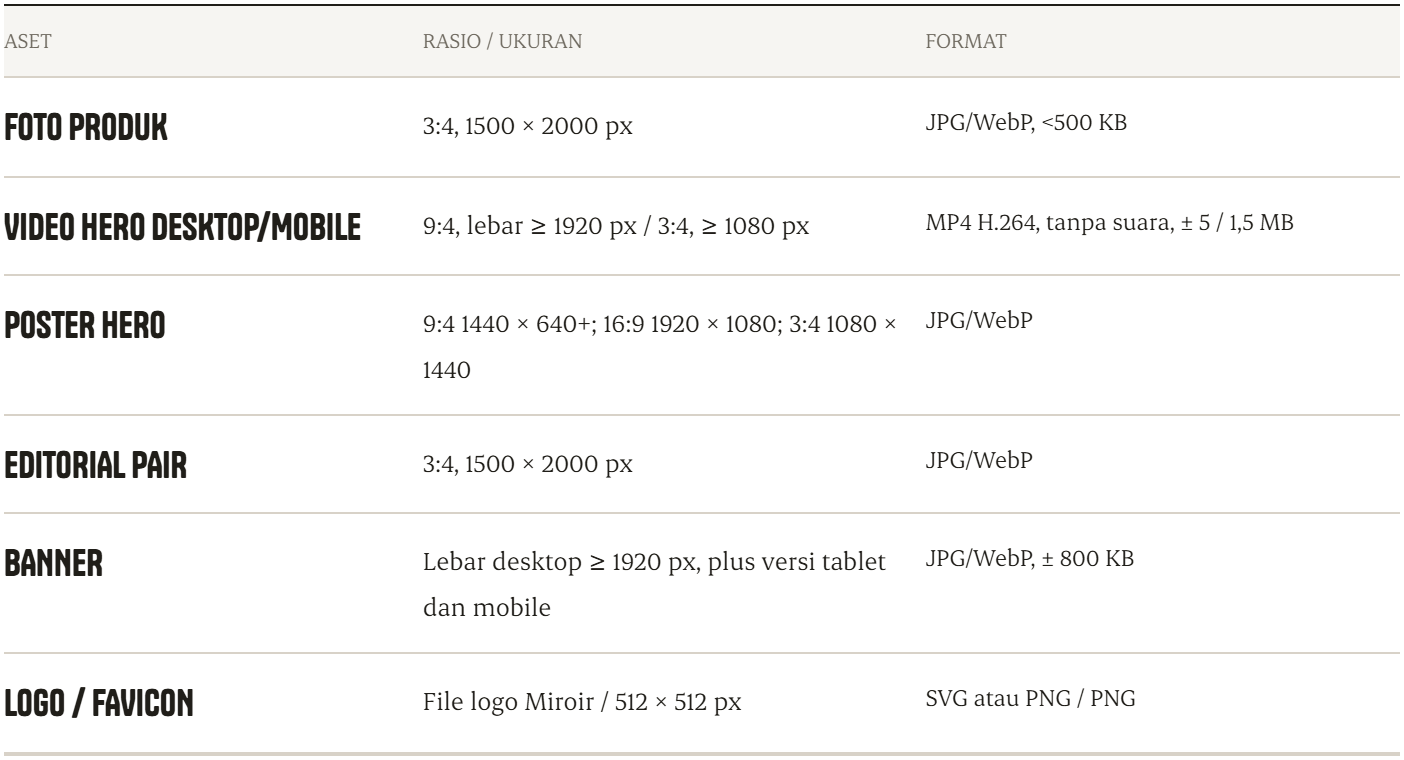 ASET RASIO / UKURAN FORMAT
FOTO PRODUK 3:4, 1500 × 2000 px JPG/WebP, <500 KB
VIDEO HERO DESKTOP/MOBILE 9:4, lebar ≥ 1920 px / 3:4, ≥ 1080 px MP4 H.264, tanpa suara, ± 5 / 1,5 MB
POSTER HERO 9:4 1440 × 640+; 16:9 1920 × 1080; 3:4 1080 × JPG/WebP
1440
EDITORIAL PAIR 3:4, 1500 × 2000 px JPG/WebP
BANNER Lebar desktop ≥ 1920 px, plus versi tablet JPG/WebP, ± 800 KB
dan mobile
LOGO / FAVICON File logo Miroir / 512 × 512 px SVG atau PNG / PNG